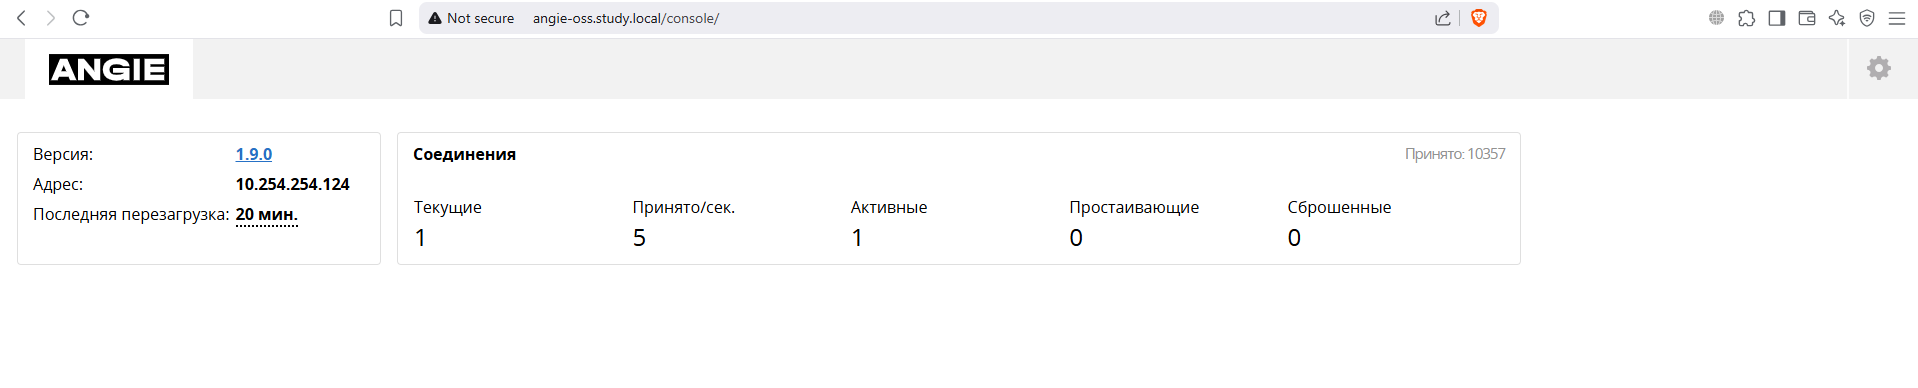 Not secure angie-oss.study.local/console/
ANGIE
Версия: 1.9.0
Адрес: 10.254.254.124
Последняя перезагрузка: 20 мин.
Соединения Принято: 10357
Текущие Принято/сек. Активные Простаивающие Сброшенные
1 5 1 0 0